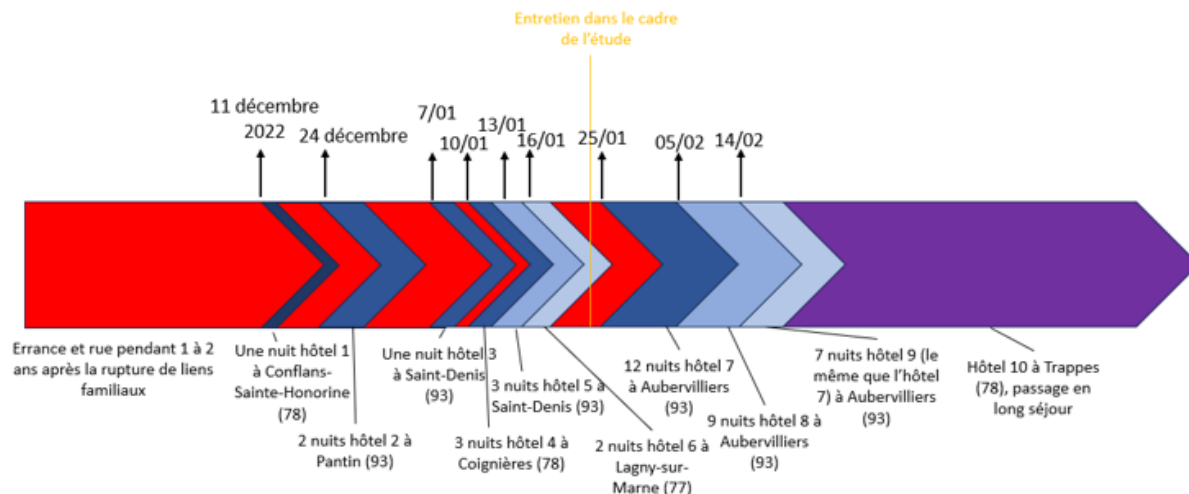 Entretien dans le cadre
de l'étude
11 décembre
2022
24 décembre
7/01
10/01
13/01
16/01
25/01
05/02
14/02
Errance et rue pendant 1 à 2
ans après la rupture de liens
familiaux
Une nuit hôtel 1
à Conflans-
Sainte-Honorine
(78)
2 nuits hôtel 2 à
Pantin (93)
Une nuit hôtel 3
à Saint-Denis
(93)
3 nuits hôtel 4 à
Coignières (78)
3 nuits hôtel 5 à
Saint-Denis (93)
2 nuits hôtel 6 à
Lagny-sur-
Marne (77)
12 nuits hôtel 7
à Aubervilliers
(93)
9 nuits hôtel 8 à
Aubervilliers
(93)
7 nuits hôtel 9 (le
même que l'hôtel
7) à Aubervilliers
(93)
Hôtel 10 à Trappes
(78), passage en
long séjour